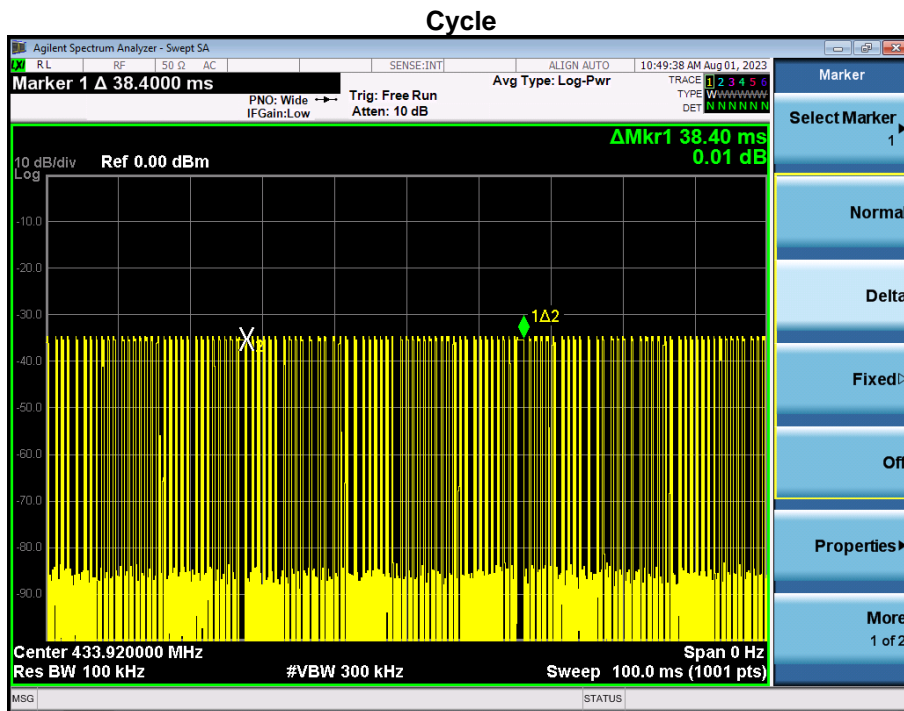 Cycle
Agilent Spectrum Analyzer - Swept SA
LXI RL RF 50 Ω AC SENSE:INT ALIGN AUTO 10:49:38 AM Aug 01, 2023
Marker 1 Δ 38.4000 ms
PNO: Wide
IFGain:Low
Trig: Free Run
Atten: 10 dB
Avg Type: Log-Pwr
TRACE 1 2 3 4 5 6
TYPE WWWWWW
DET N N N N N N
ΔMkr1 38.40 ms
0.01 dB
10 dB/div Ref 0.00 dBm
Log
-10.0
-20.0
-30.0
1Δ2
2
-40.0
-50.0
-60.0
-70.0
-80.0
-90.0
Center 433.920000 MHz Span 0 Hz
Res BW 100 kHz #VBW 300 kHz Sweep 100.0 ms (1001 pts)
MSG STATUS
Marker
Select Marker
1
Normal
Delta
Fixed
Off
Properties
More
1 of 2